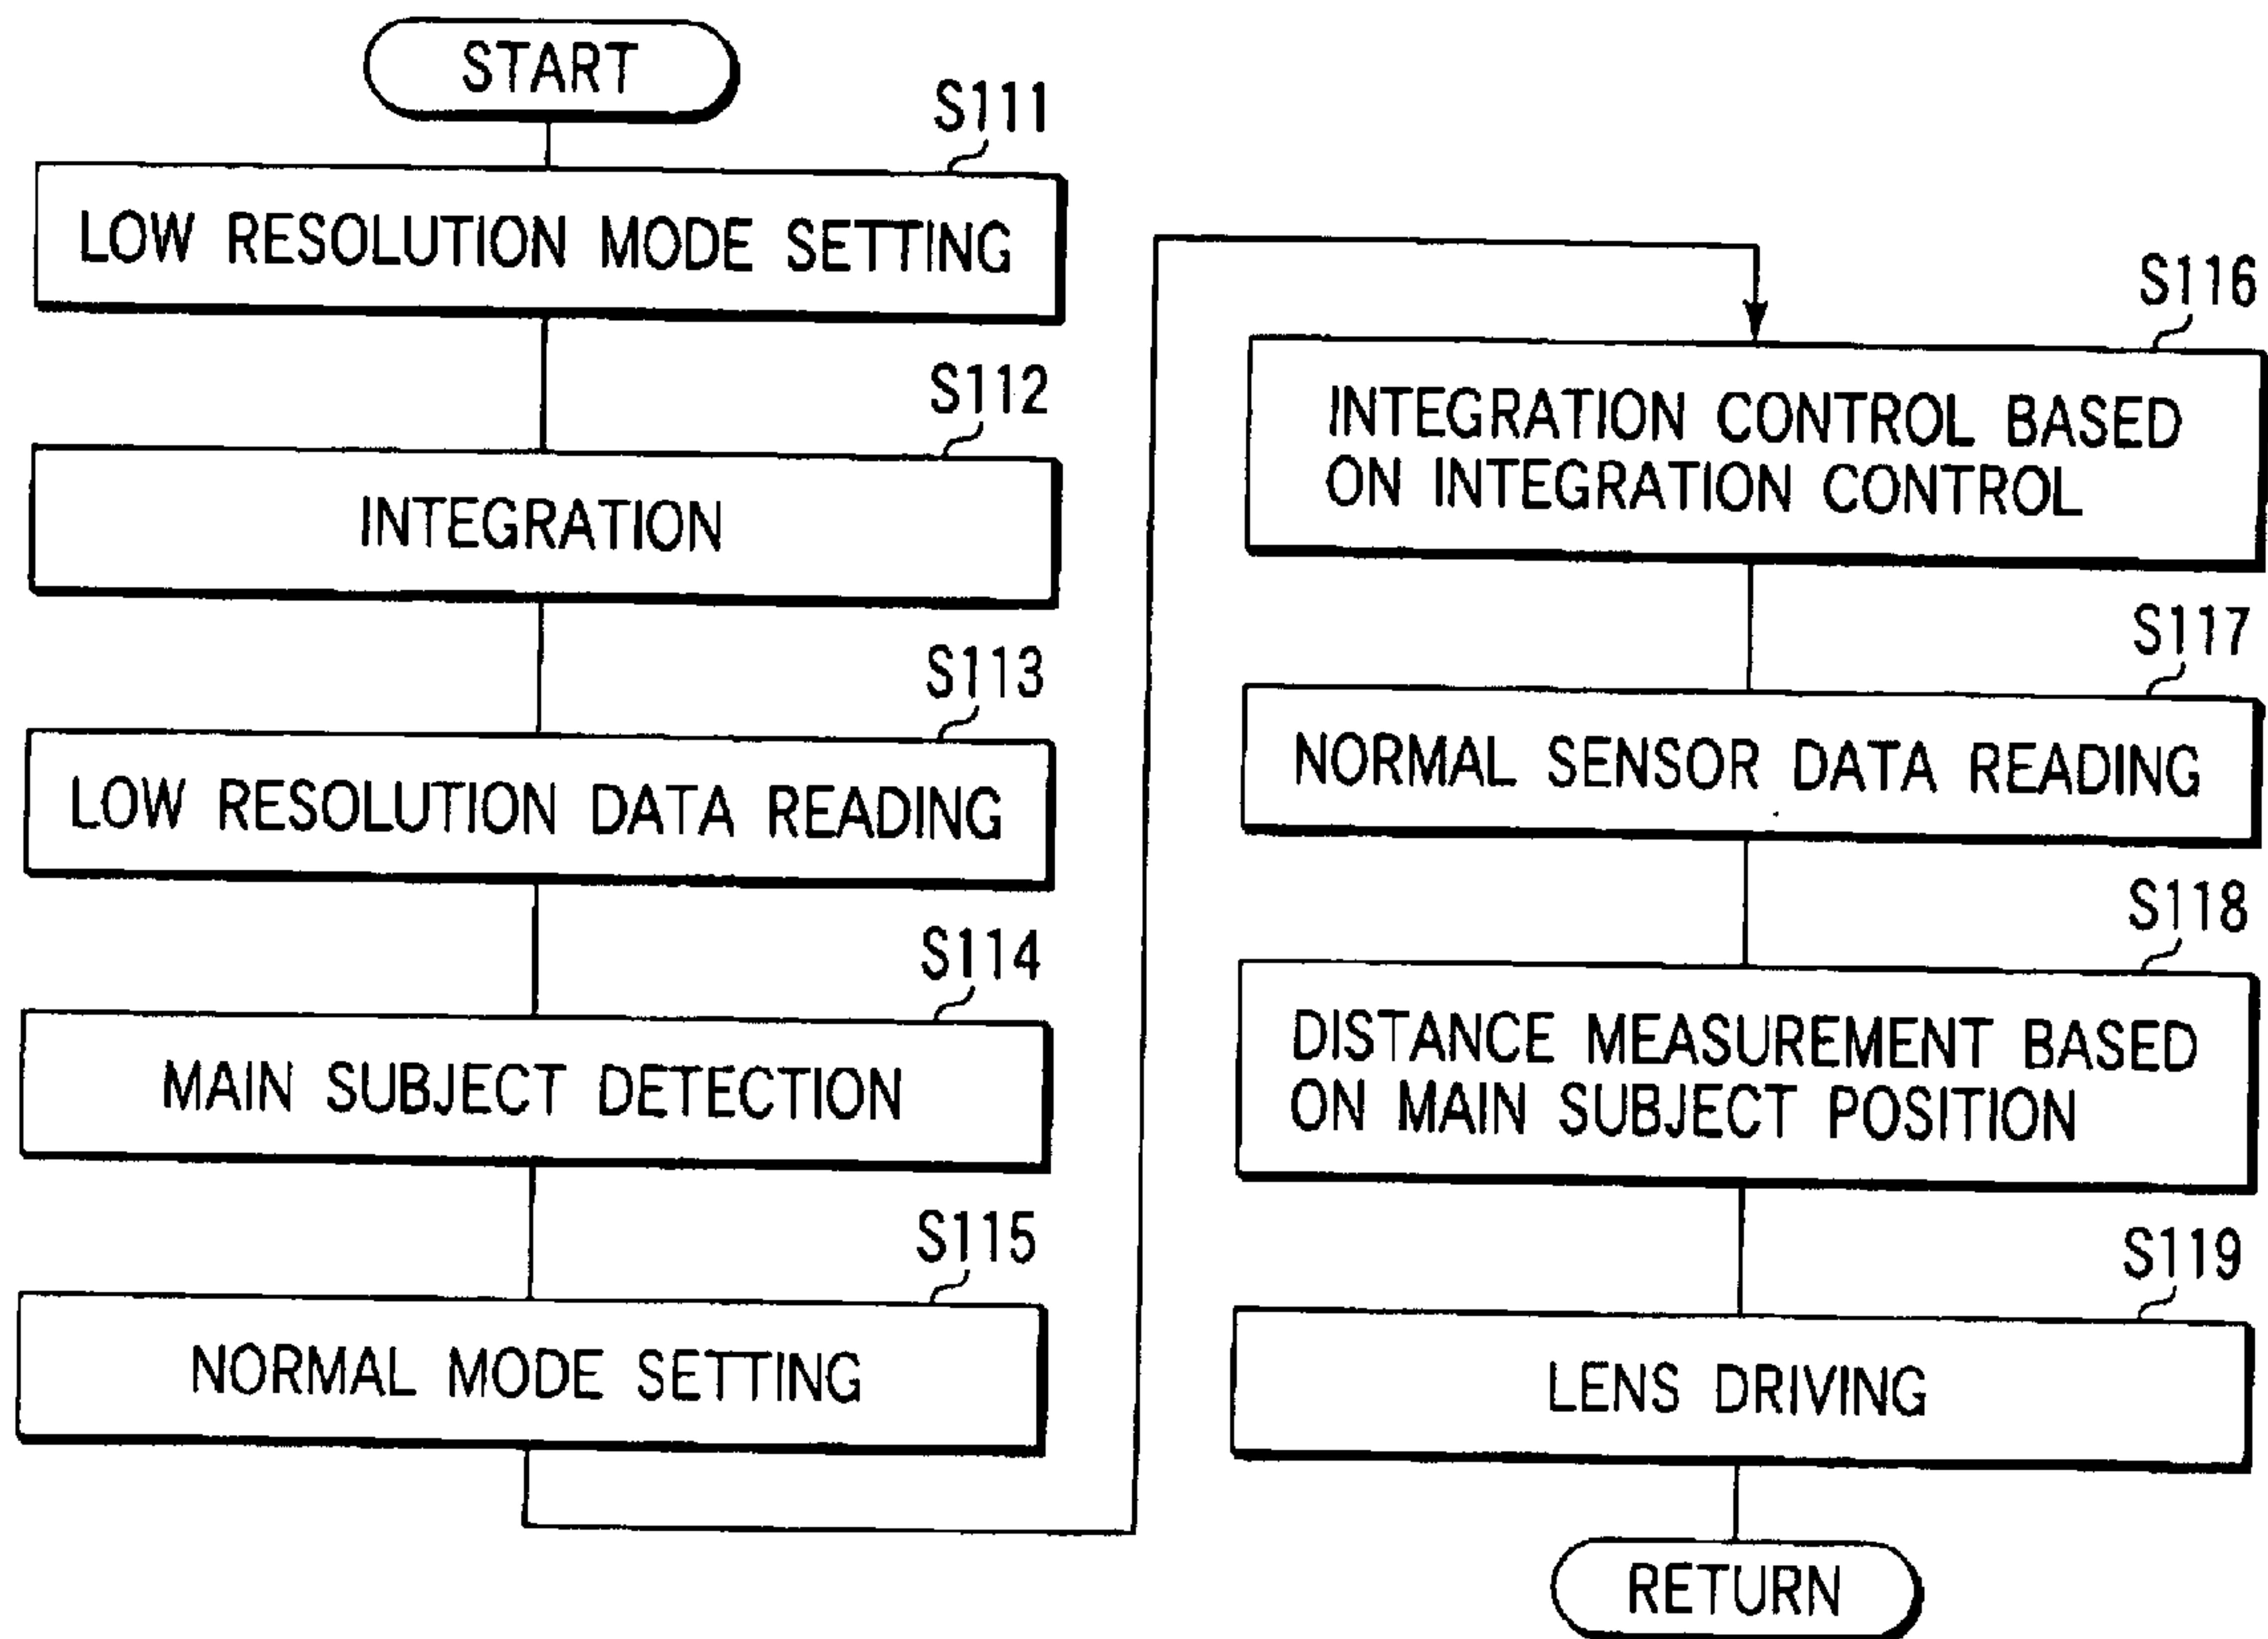 START
S111
LOW RESOLUTION MODE SETTING
S112
INTEGRATION
S113
LOW RESOLUTION DATA READING
S114
MAIN SUBJECT DETECTION
S115
NORMAL MODE SETTING
S116
INTEGRATION CONTROL BASED
ON INTEGRATION CONTROL
S117
NORMAL SENSOR DATA READING
S118
DISTANCE MEASUREMENT BASED
ON MAIN SUBJECT POSITION
S119
LENS DRIVING
RETURN